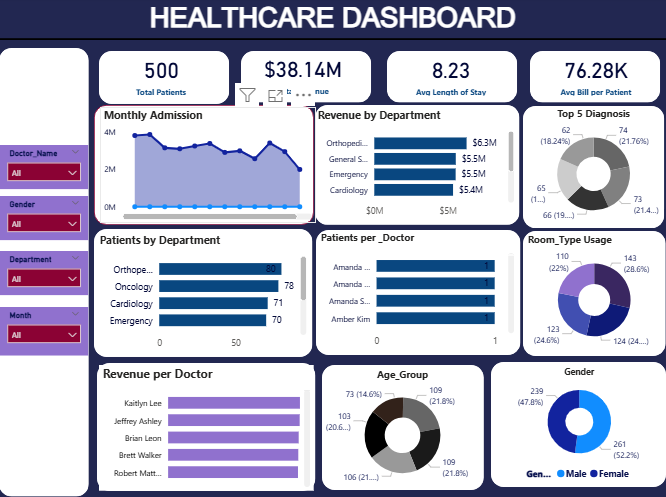 HEALTHCARE DASHBOARD
500
Total Patients
$38.14M
8.23
Avg Length of Stay
76.28K
Avg Bill per Patient
Doctor_Name
All
Gender
All
Department
All
Month
All
Monthly Admission
4M
2M
0M
Revenue by Department
Orthopedi...
$6.3M
General S...
$5.5M
Emergency
$5.5M
Cardiology
$5.4M
$0M
$5M
Top 5 Diagnosis
62
(18.24%)
74
(21.76%)
65
(1...)
73
(21.4...
66 (19....)
Patients by Department
Orthope...
80
Oncology
78
Cardiology
71
Emergency
70
0
50
Patients per _Doctor
Amanda ...
1
Amanda ...
1
Amanda S...
1
Amber Kim
1
0
1
Room_Type Usage
110
(22%)
143
(28.6%)
123
(24.6%)
124 (24....)
Revenue per Doctor
Kaitlyn Lee
Jeffrey Ashley
Brian Leon
Brett Walker
Robert Matt...
Age_Group
73 (14.6%)
109
(21.8%)
103
(20.6...)
109
(21.8%)
106 (21....)
Gender
239
(47.8%)
261
(52.2%)
Gen...
Male
Female